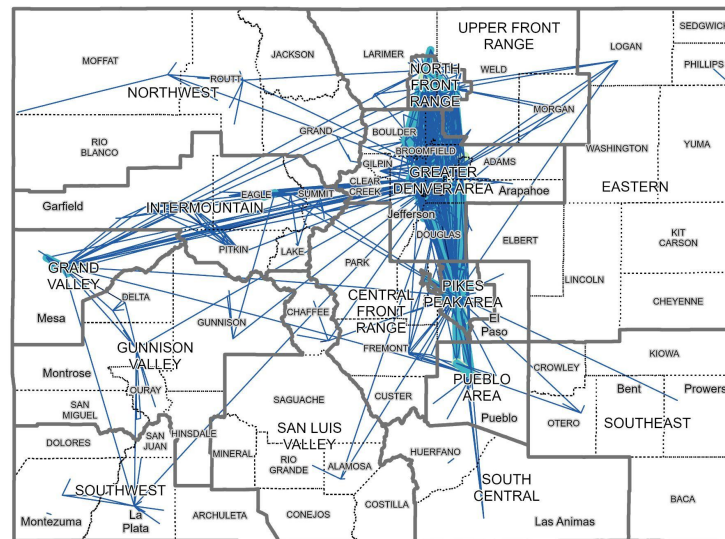 SEDGWICK
UPPER FRONT
RANGE
JACKSON
LARIMER
LOGAN
MOFFAT
NORTH
FRONT
RANGE
WELD
PHILLIPS
ROUTT
NORTHWEST
MORGAN
GRAND
BOULDER
RIO
BLANCO
BROOMFIELD
WASHINGTON
YUMA
GILPIN
ADAMS
GREATER
DENVER AREA
CLEAR
CREEK
EAGLE
SUMMIT
Arapahoe
EASTERN
Garfield
INTERMOUNTAIN
Jefferson
DOUGLAS
ELBERT
KIT
CARSON
PITKIN
LAKE
PARK
GRAND
VALLEY
LINCOLN
DELTA
PIKES
PEAK AREA
CENTRAL
FRONT
RANGE
CHEYENNE
Mesa
CHAFFEE
El
Paso
GUNNISON
GUNNISON
VALLEY
FREMONT
KIOWA
Montrose
CROWLEY
PUEBLO
AREA
Bent
Prowers
OURAY
SAGUACHE
CUSTER
SAN
MIGUEL
Pueblo
OTERO
SOUTHEAST
DOLORES
SAN
JUAN
HINSDALE
SAN LUIS
VALLEY
MINERAL
RIO
GRANDE
HUERFANO
ALAMOSA
SOUTHWEST
SOUTH
CENTRAL
BACA
Montezuma
La
Plata
ARCHULETA
CONEJOS
COSTILLA
Las Animas